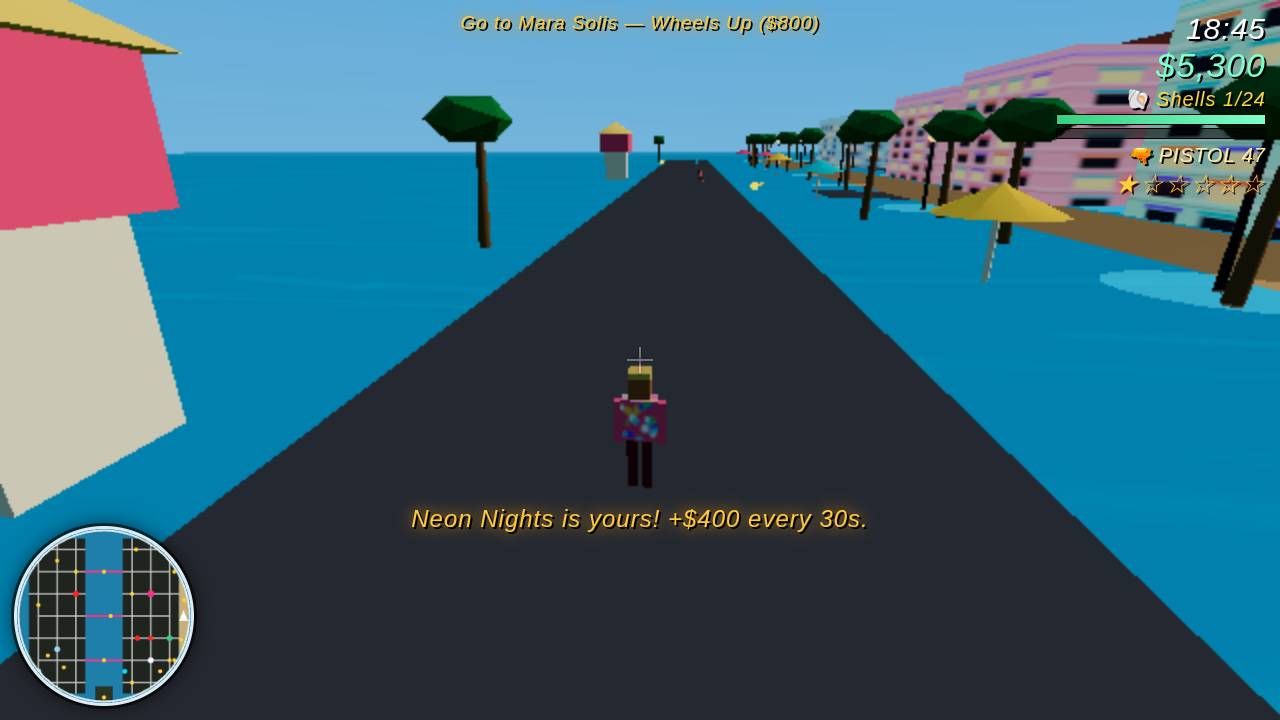 Go to Mara Solis — Wheels Up ($800)
18:45
$5,300
Shells 1/24
PISTOL 47
Neon Nights is yours! +$400 every 30s.